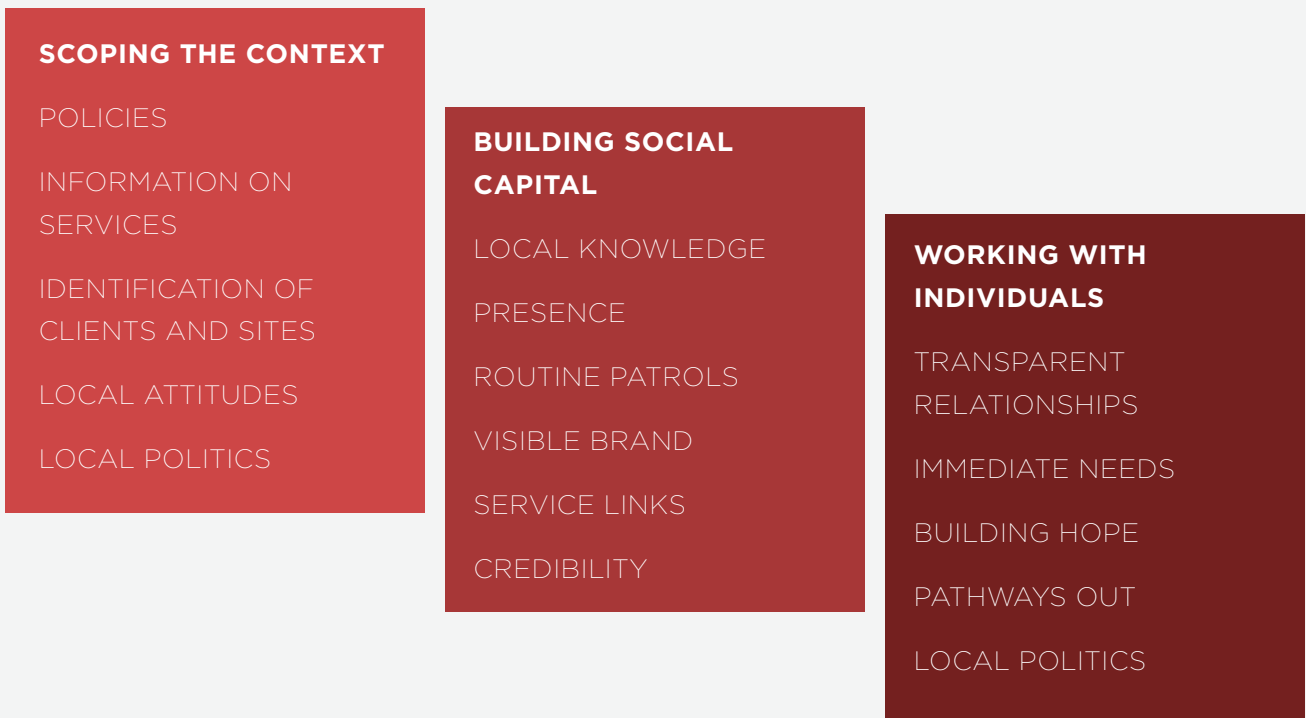 SCOPING THE CONTEXT
POLICIES
INFORMATION ON
SERVICES
IDENTIFICATION OF
CLIENTS AND SITES
LOCAL ATTITUDES
LOCAL POLITICS
BUILDING SOCIAL
CAPITAL
LOCAL KNOWLEDGE
PRESENCE
ROUTINE PATROLS
VISIBLE BRAND
SERVICE LINKS
CREDIBILITY
WORKING WITH
INDIVIDUALS
TRANSPARENT
RELATIONSHIPS
IMMEDIATE NEEDS
BUILDING HOPE
PATHWAYS OUT
LOCAL POLITICS